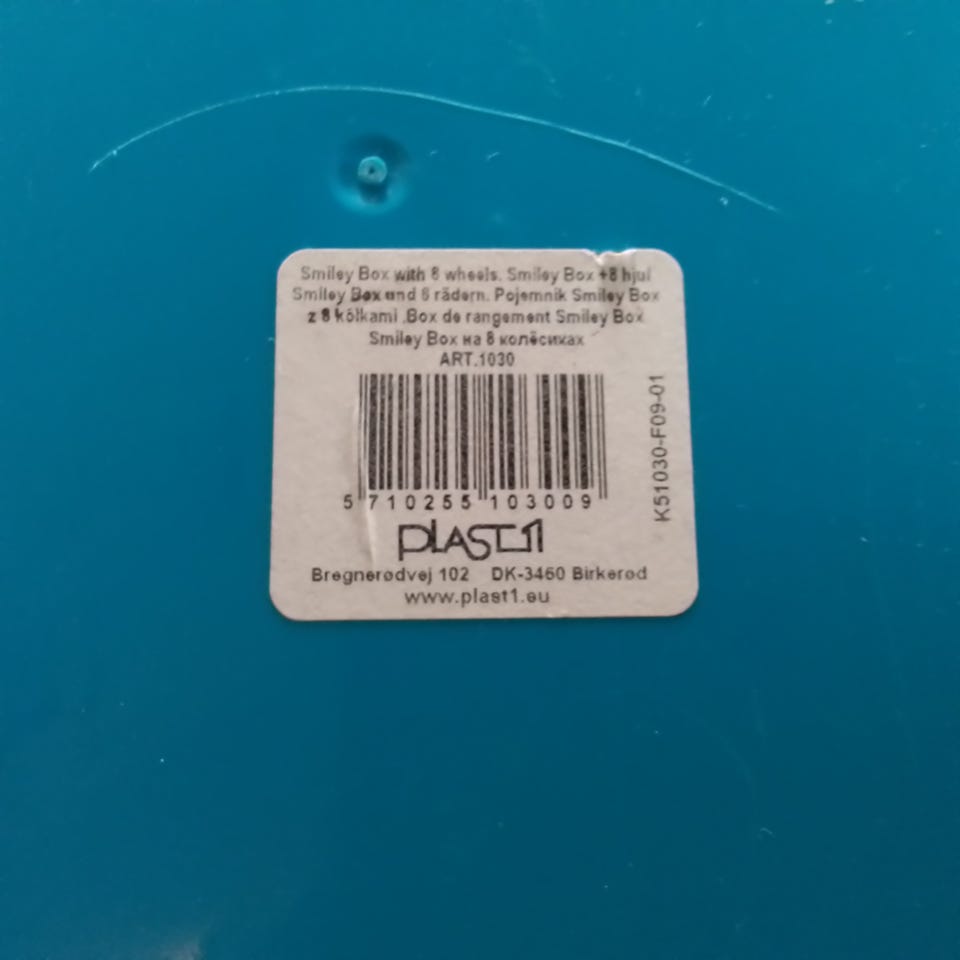 Smiley Box with 8 wheels. Smiley Box +8 hjul
Smiley Box und 8 rädern. Pojemnik Smiley Box
z 8 kólkami .Box de rangement Smiley Box
Smiley Box на 8 колёсиках
ART.1030
K51030-F09-01
5 710255 103009
PLAST1
Bregnerødvej 102 DK-3460 Birkerød
www.plast1.eu